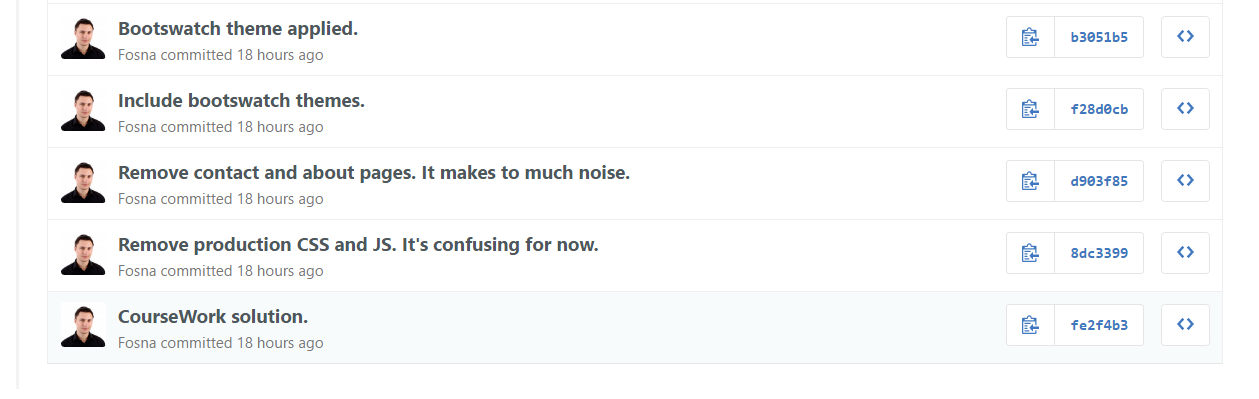 Bootswatch theme applied.
Fosna committed 18 hours ago
b3051b5
Include bootswatch themes.
Fosna committed 18 hours ago
f28d0cb
Remove contact and about pages. It makes to much noise.
Fosna committed 18 hours ago
d903f85
Remove production CSS and JS. It's confusing for now.
Fosna committed 18 hours ago
8dc3399
CourseWork solution.
Fosna committed 18 hours ago
fe2f4b3